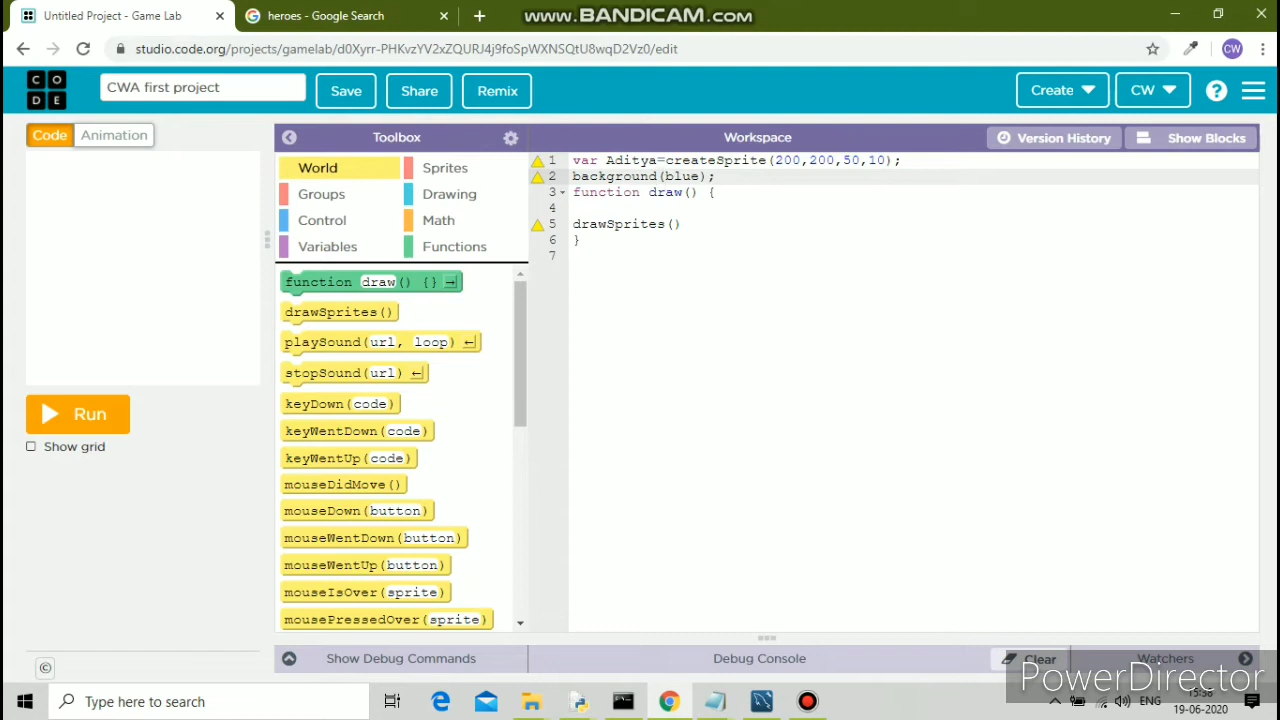 Untitled Project - Game Lab
heroes - Google Search
www.BANDICAM.com
studio.code.org/projects/gamelab/d0Xyrr-PHKvzYV2xZQURJ4j9foSpWXNSQtU8wqD2Vz0/edit
CW
CODE
CWA first project
Save
Share
Remix
Create
CW
?
Code
Animation
Toolbox
Workspace
Version History
Show Blocks
World
Sprites
Groups
Drawing
Control
Math
Variables
Functions
function draw() {}
drawSprites()
playSound(url, loop)
stopSound(url)
keyDown(code)
keyWentDown(code)
keyWentUp(code)
mouseDidMove()
mouseDown(button)
mouseWentDown(button)
mouseWentUp(button)
mouseIsOver(sprite)
mousePressedOver(sprite)
1 var Aditya=createSprite(200,200,50,10);
2 background(blue);
3 function draw() {
4
5 drawSprites()
6 }
7
Run
Show grid
©
Show Debug Commands
Debug Console
Clear
Watchers
PowerDirector
Type here to search
ENG
15:38
19-06-2020